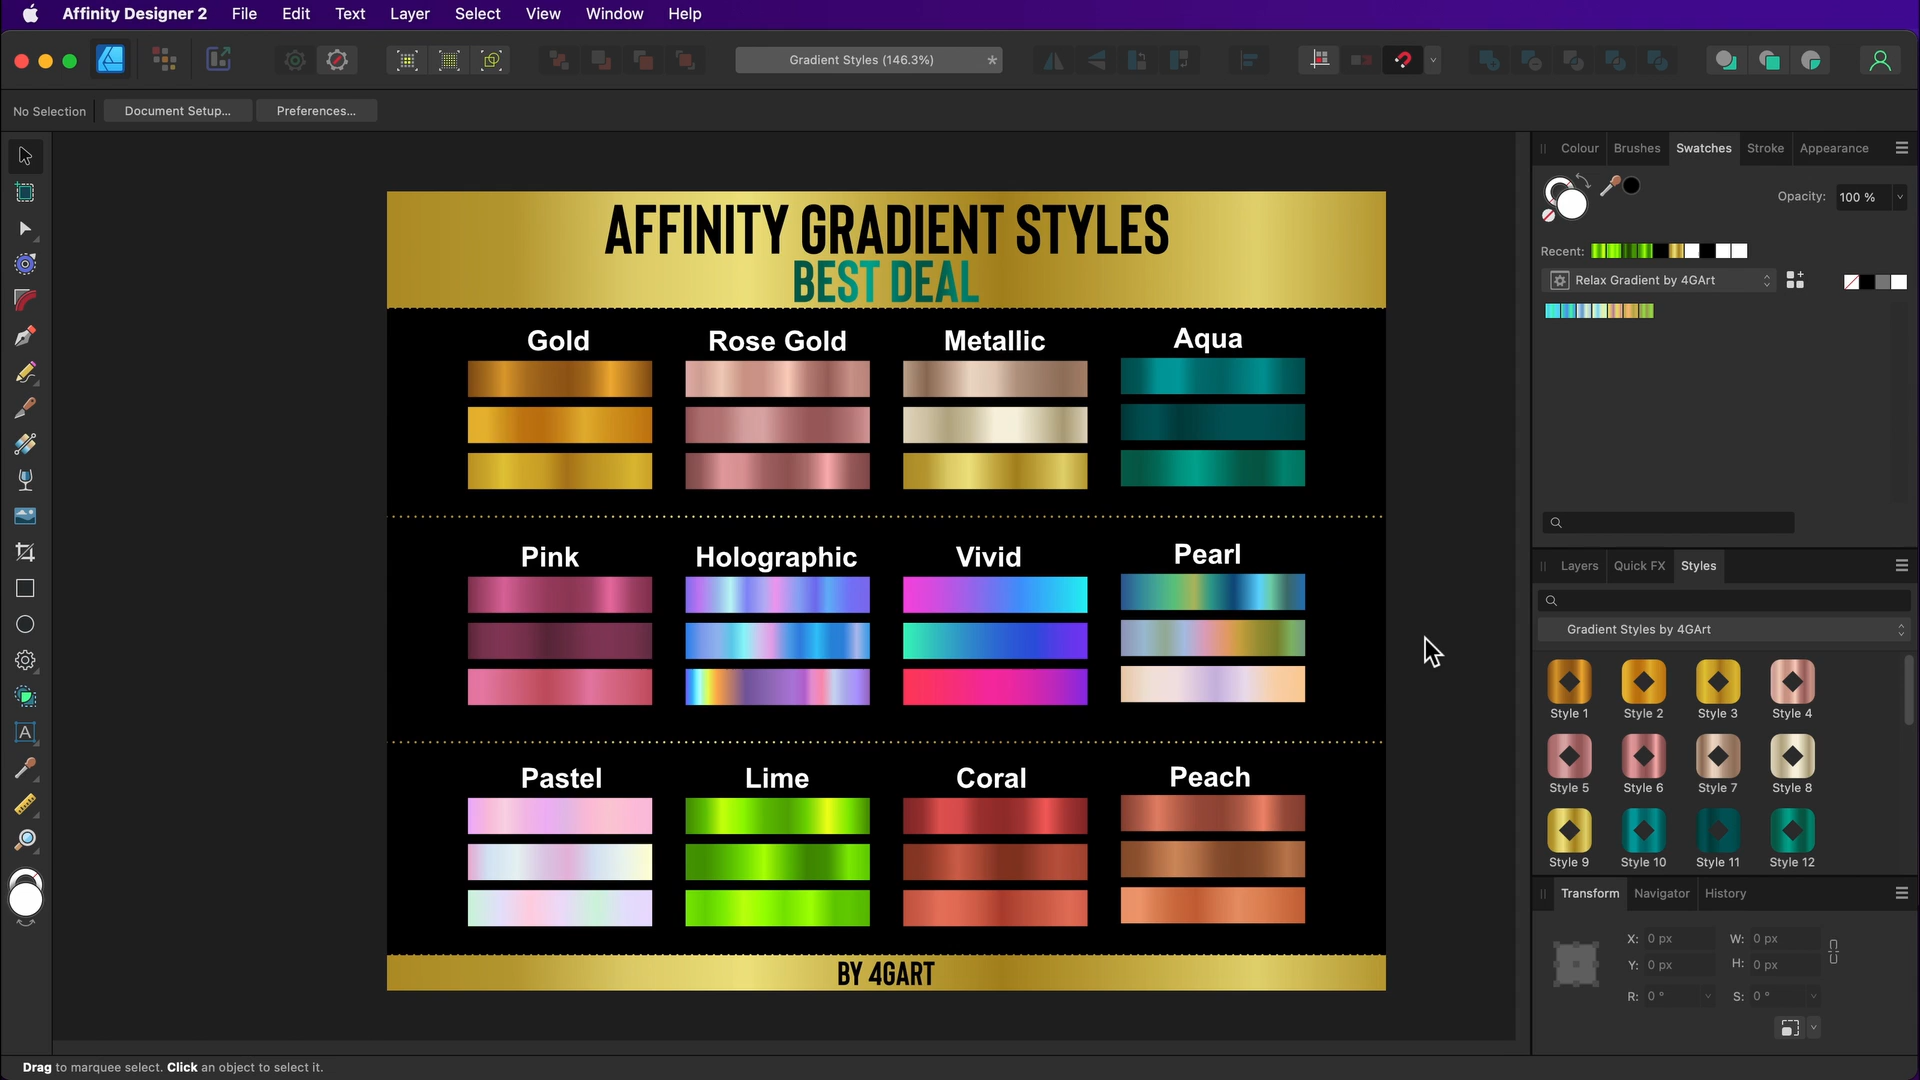 Affinity Designer 2 File Edit Text Layer Select View Window Help
Gradient Styles (146.3%) *
No Selection Document Setup... Preferences...
Colour Brushes Swatches Stroke Appearance
Opacity: 100 %
Recent:
Relax Gradient by 4GArt
AFFINITY GRADIENT STYLES
BEST DEAL
Gold Rose Gold Metallic Aqua
Pink Holographic Vivid Pearl
Pastel Lime Coral Peach
BY 4GART
Layers Quick FX Styles
Gradient Styles by 4GArt
Style 1 Style 2 Style 3 Style 4
Style 5 Style 6 Style 7 Style 8
Style 9 Style 10 Style 11 Style 12
Transform Navigator History
X: 0 px W: 0 px
Y: 0 px H: 0 px
R: 0 ° S: 0 °
Drag to marquee select. Click an object to select it.